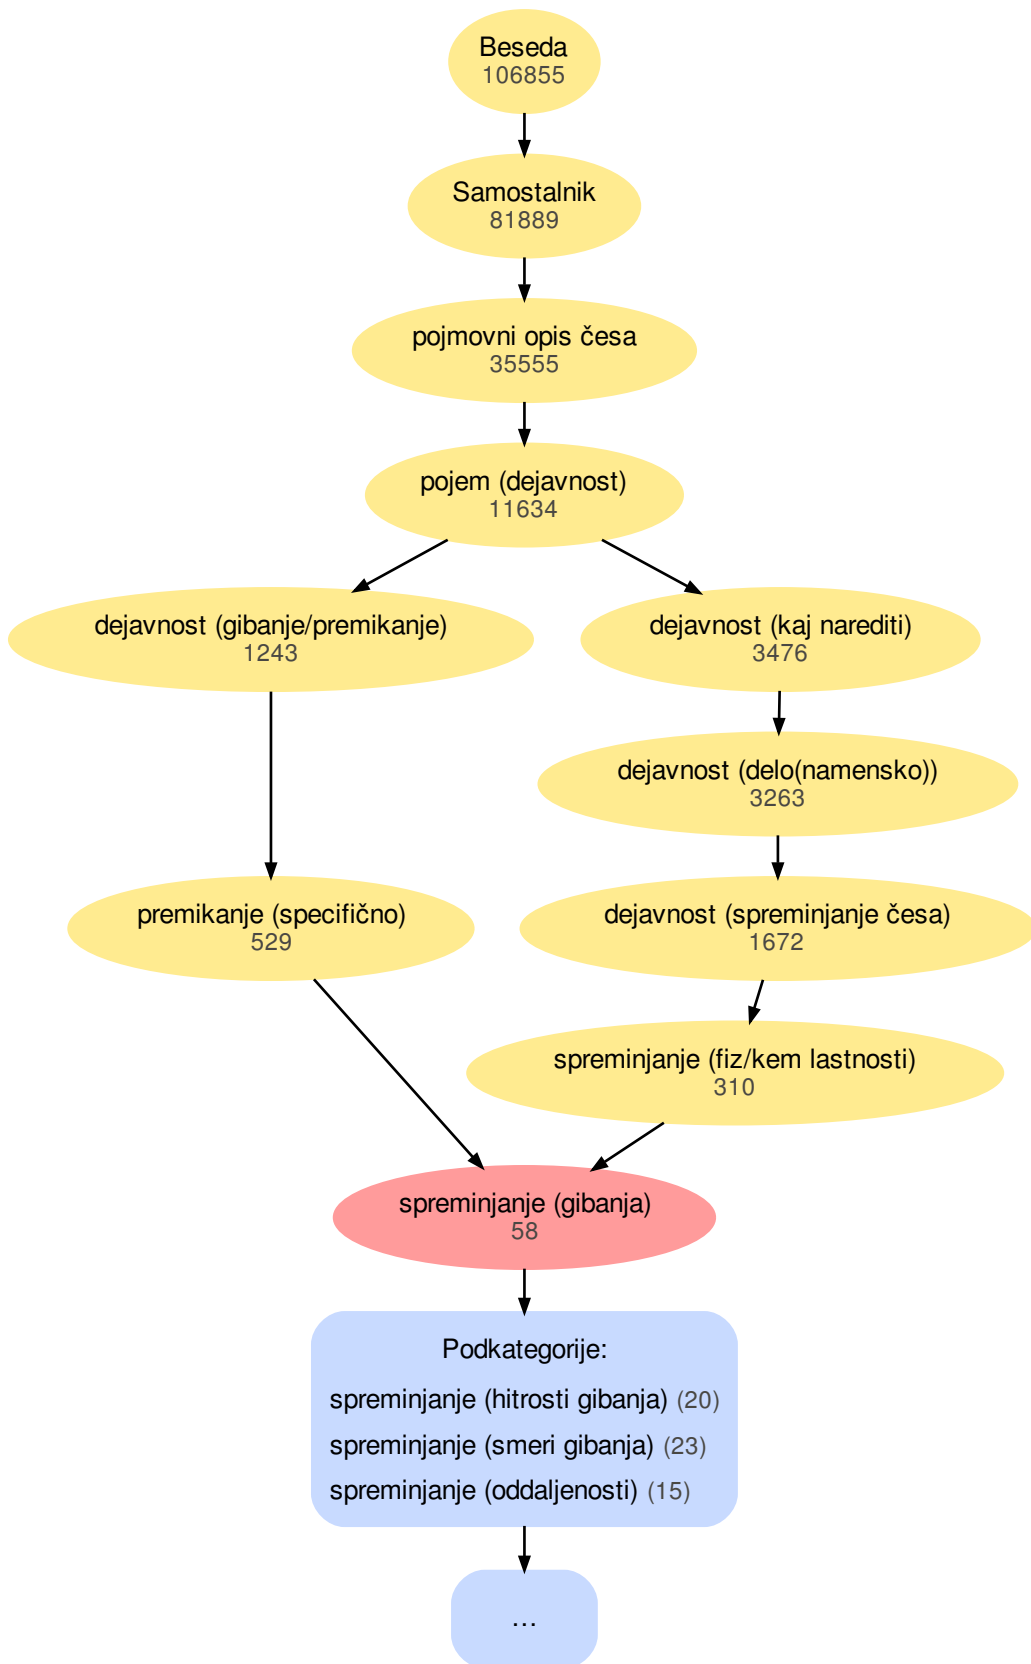 Beseda
106855
Samostalnik
81889
pojmovni opis česa
35555
pojem (dejavnost)
11634
dejavnost (gibanje/premikanje)
1243
dejavnost (kaj narediti)
3476
dejavnost (delo(namensko))
3263
premikanje (specifično)
529
dejavnost (spreminjanje česa)
1672
spreminjanje (fiz/kem lastnosti)
310
spreminjanje (gibanja)
58
Podkategorije:
spreminjanje (hitrosti gibanja) (20)
spreminjanje (smeri gibanja) (23)
spreminjanje (oddaljenosti) (15)
...